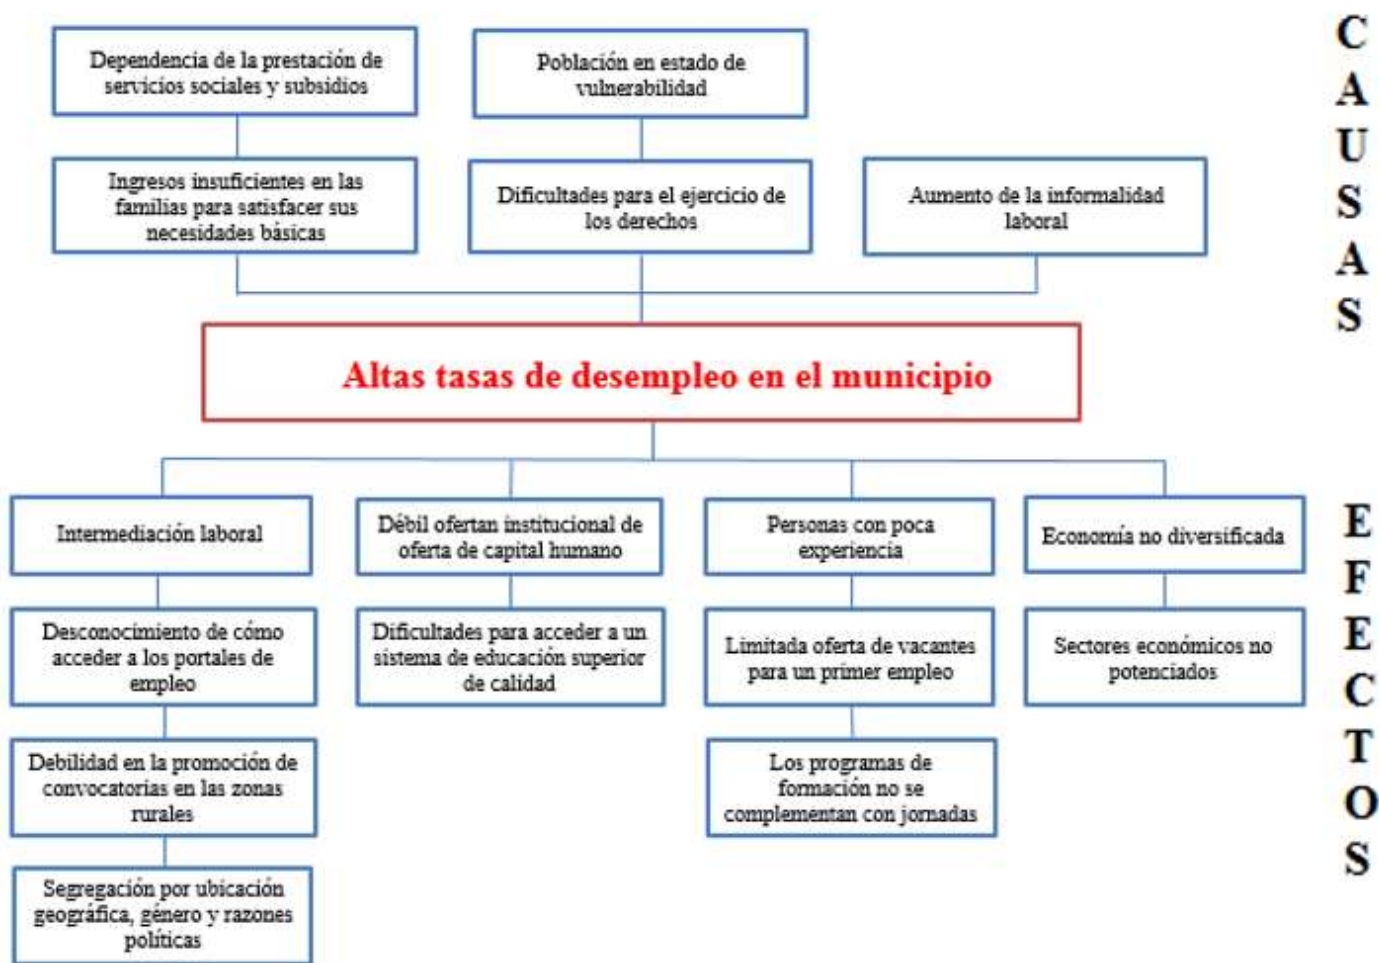 Dependencia de la prestación de
servicios sociales y subsidios
Población en estado de
vulnerabilidad
Ingresos insuficientes en las
familias para satisfacer sus
necesidades básicas
Dificultades para el ejercicio de
los derechos
Aumento de la informalidad
laboral
CAUSAS
Altas tasas de desempleo en el municipio
Intermediación laboral
Débil ofertan institucional de
oferta de capital humano
Personas con poca
experiencia
Economía no diversificada
Desconocimiento de cómo
acceder a los portales de
empleo
Dificultades para acceder a un
sistema de educación superior
de calidad
Limitada oferta de vacantes
para un primer empleo
Sectores económicos no
potenciados
Debilidad en la promoción de
convocatorias en las zonas
rurales
Los programas de
formación no se
complementan con jornadas
Segregación por ubicación
geográfica, género y razones
políticas
EFECTOS